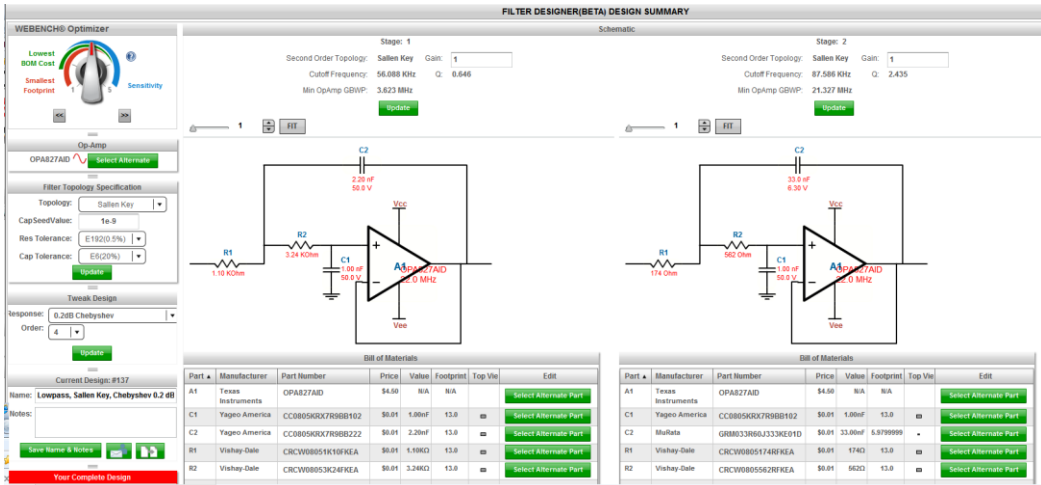 FILTER DESIGNER(BETA) DESIGN SUMMARY
WEBENCH® Optimizer
Lowest
BOM Cost
Smallest
Footprint
Sensitivity
1
5
<<
>>
Op-Amp
OPA827AID
Select Alternate
Filter Topology Specification
Topology:
Sallen Key
CapSeedValue:
1e-9
Res Tolerance:
E192(0.5%)
Cap Tolerance:
E6(20%)
Update
Tweak Design
Response:
0.2dB Chebyshev
Order:
4
Update
Current Design: #137
Name:
Lowpass, Sallen Key, Chebyshev 0.2 dB
Notes:
Save Name & Notes
Your Complete Design
Schematic
Stage: 1
Second Order Topology: Sallen Key Gain: 1
Cutoff Frequency: 56.088 KHz Q: 0.646
Min OpAmp GBWP: 3.623 MHz
Update
1
FIT
C2
2.20 nF
50.0 V
Vcc
R2
3.24 KOhm
R1
1.10 KOhm
C1
1.00 nF
50.0 V
A1
OPA827AID
22.0 MHz
Vee
Stage: 2
Second Order Topology: Sallen Key Gain: 1
Cutoff Frequency: 87.586 KHz Q: 2.435
Min OpAmp GBWP: 21.327 MHz
Update
1
FIT
C2
33.0 nF
6.30 V
Vcc
R2
562 Ohm
R1
174 Ohm
C1
1.00 nF
50.0 V
A1
OPA827AID
22.0 MHz
Vee
Bill of Materials
Part Manufacturer Part Number Price Value Footprint Top Vie Edit
A1 Texas Instruments OPA827AID $4.50 N/A N/A Select Alternate Part
C1 Yageo America CC0805KRX7R9BB102 $0.01 1.00nF 13.0 Select Alternate Part
C2 Yageo America CC0805KRX7R9BB222 $0.01 2.20nF 13.0 Select Alternate Part
R1 Vishay-Dale CRCW08051K10FKEA $0.01 1.10KΩ 13.0 Select Alternate Part
R2 Vishay-Dale CRCW08053K24FKEA $0.01 3.24KΩ 13.0 Select Alternate Part
Bill of Materials
Part Manufacturer Part Number Price Value Footprint Top Vie Edit
A1 Texas Instruments OPA827AID $4.50 N/A N/A Select Alternate Part
C1 Yageo America CC0805KRX7R9BB102 $0.01 1.00nF 13.0 Select Alternate Part
C2 MuRata GRM033R60J333KE01D $0.01 33.00nF 5.9799999 Select Alternate Part
R1 Vishay-Dale CRCW0805174RFKEA $0.01 174Ω 13.0 Select Alternate Part
R2 Vishay-Dale CRCW0805562RFKEA $0.01 562Ω 13.0 Select Alternate Part